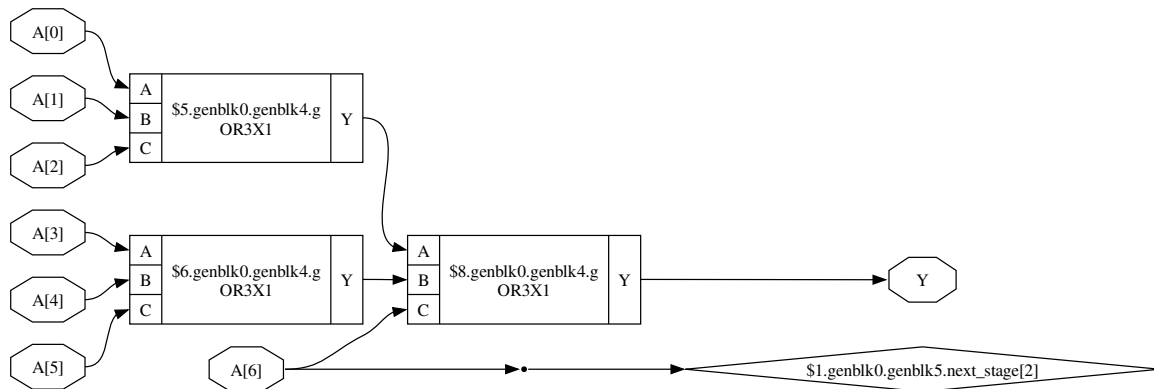 A[0]
A[1]
A[2]
A
B
C
$5.genblk0.genblk4.g
OR3X1
Y
A[3]
A[4]
A[5]
A
B
C
$6.genblk0.genblk4.g
OR3X1
Y
A
B
C
$8.genblk0.genblk4.g
OR3X1
Y
Y
A[6]
$1.genblk0.genblk5.next_stage[2]